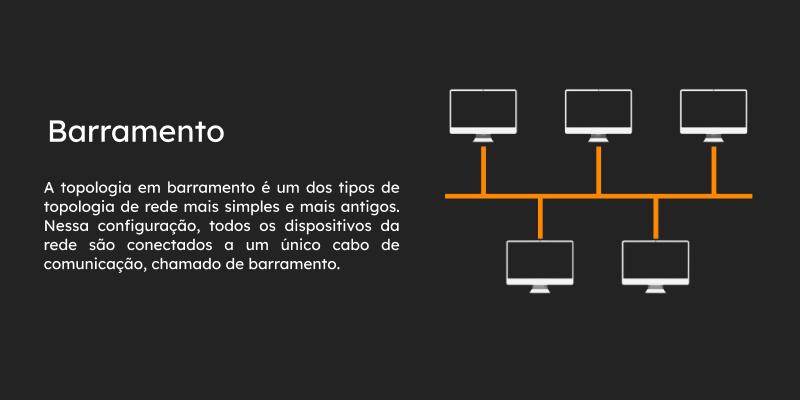 Barramento
A topologia em barramento é um dos tipos de
topologia de rede mais simples e mais antigos.
Nessa configuração, todos os dispositivos da
rede são conectados a um único cabo de
comunicação, chamado de barramento.